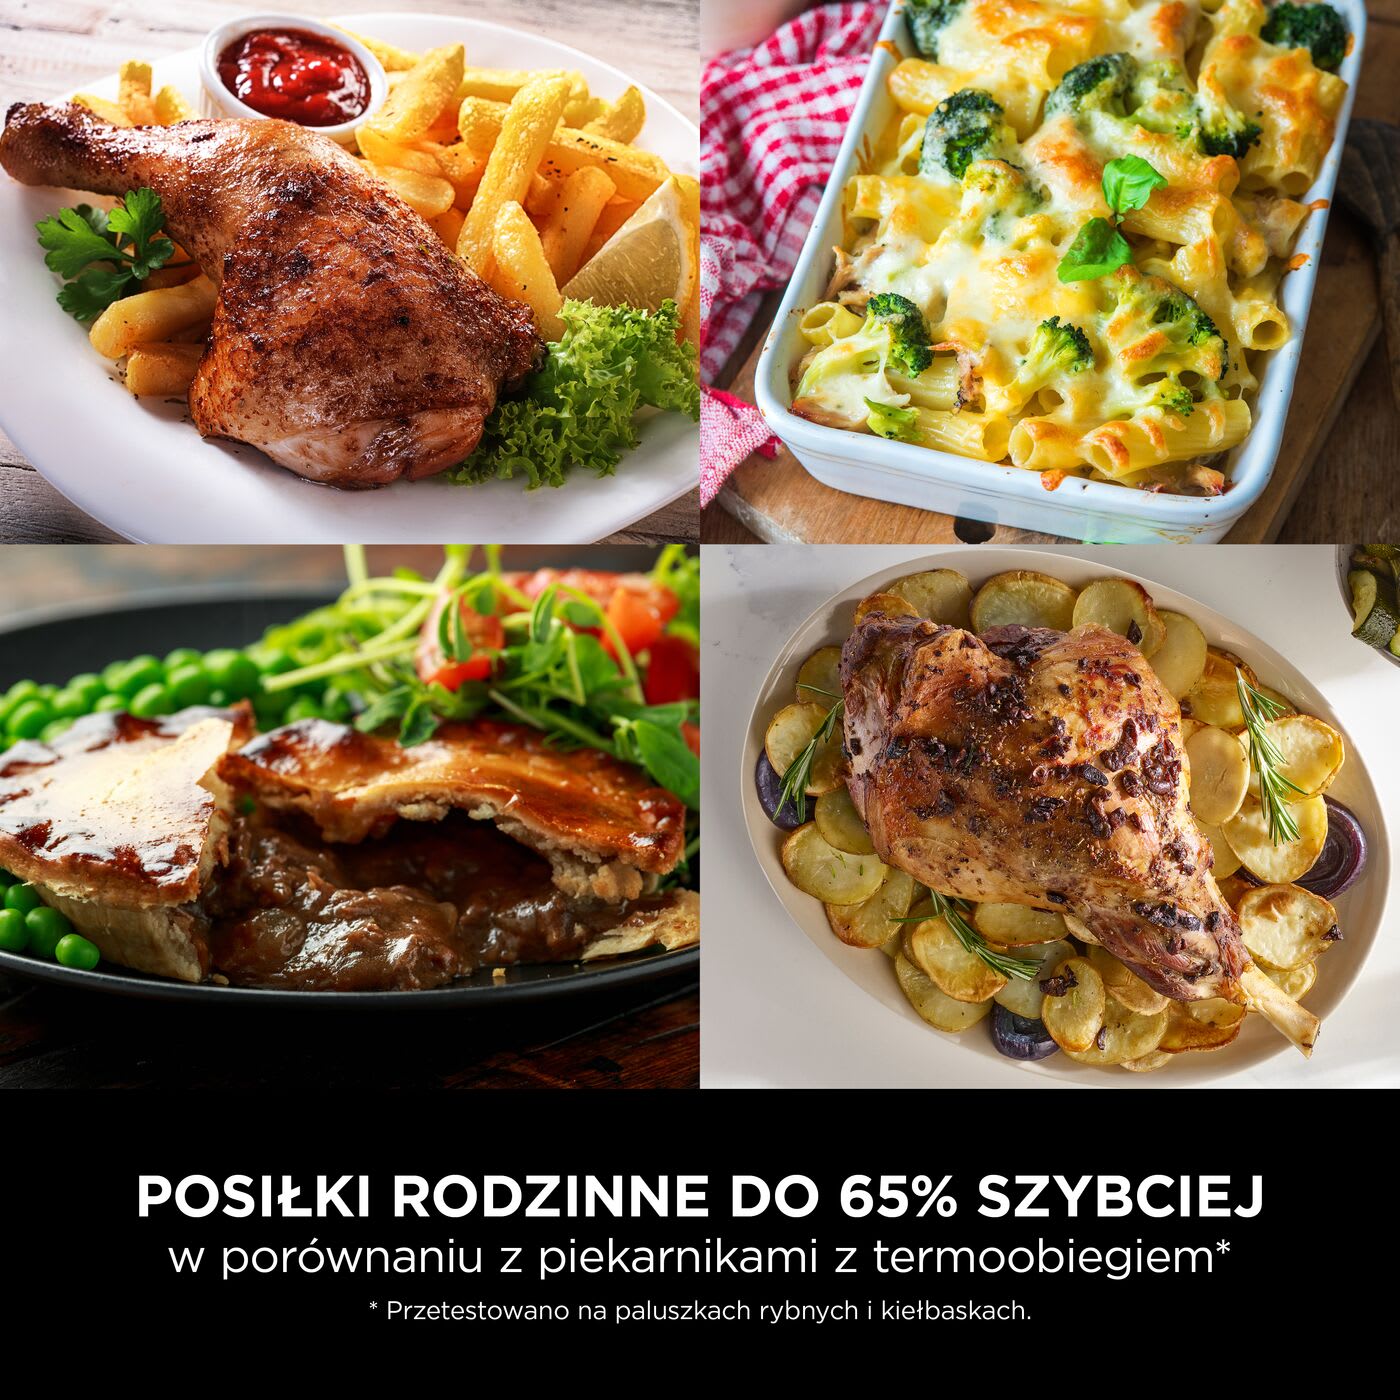 POSIŁKI RODZINNE DO 65% SZYBCIEJ
w porównaniu z piekarnikami z termoobiegiem*
* Przetestowano na paluszkach rybnych i kiełbaskach.